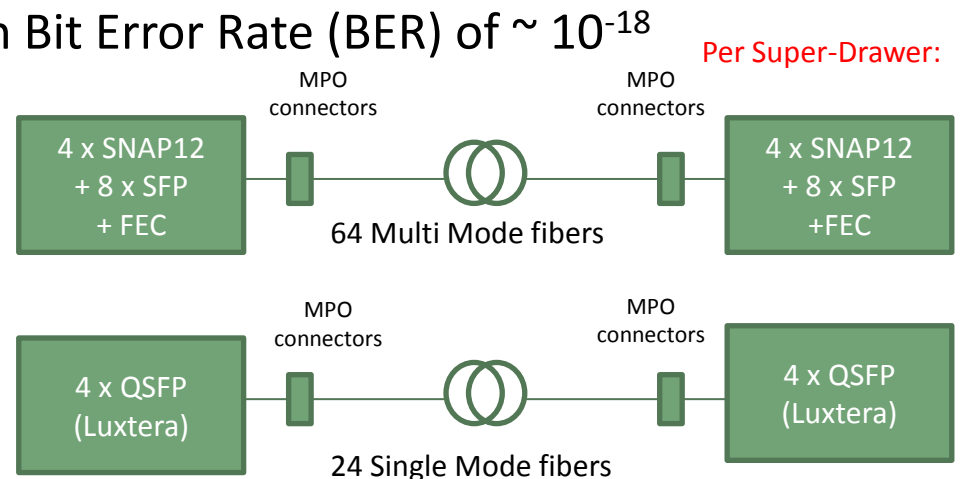 n Bit Error Rate (BER) of ~ 10-18
Per Super-Drawer:
MPO
connectors
MPO
connectors
4 x SNAP12
+ 8 x SFP
+ FEC
4 x SNAP12
+ 8 x SFP
+FEC
64 Multi Mode fibers
MPO
connectors
MPO
connectors
4 x QSFP
(Luxtera)
4 x QSFP
(Luxtera)
24 Single Mode fibers